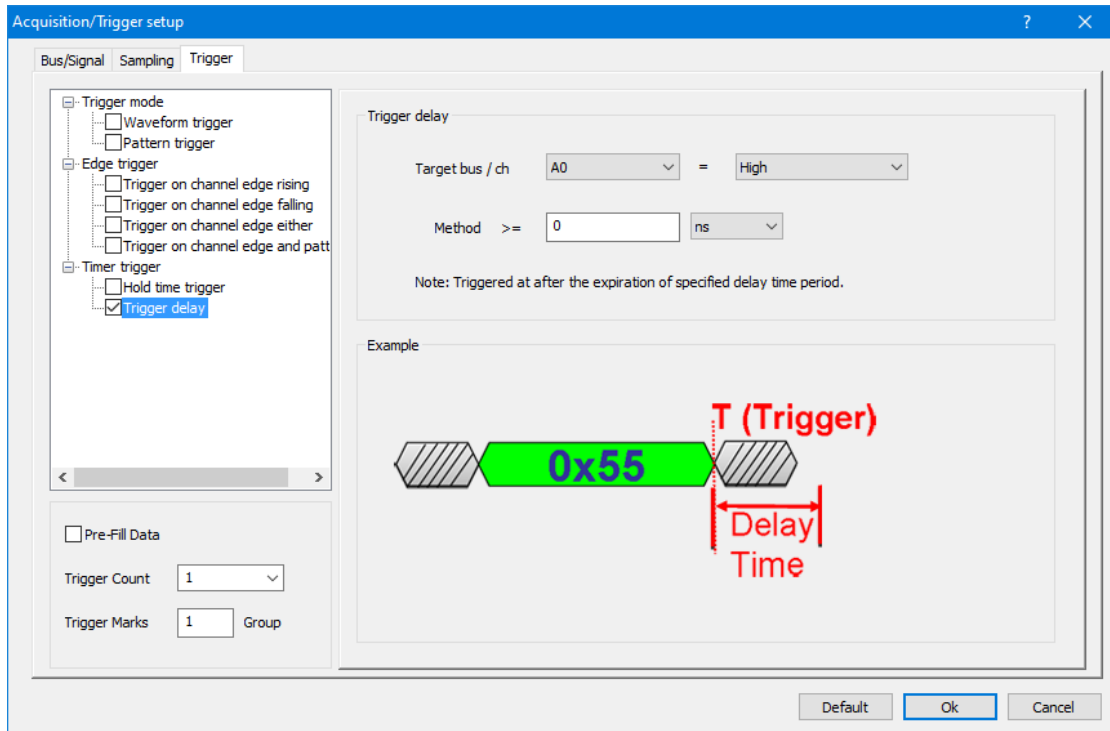 Acquisition/Trigger setup
?
Bus/Signal Sampling Trigger
Trigger mode
Waveform trigger
Pattern trigger
Edge trigger
Trigger on channel edge rising
Trigger on channel edge falling
Trigger on channel edge either
Trigger on channel edge and patt
Timer trigger
Hold time trigger
Trigger delay
Pre-Fill Data
Trigger Count 1
Trigger Marks 1 Group
Trigger delay
Target bus / ch A0 = High
Method >= 0 ns
Note: Triggered at after the expiration of specified delay time period.
Example
T (Trigger)
0x55
Delay
Time
Default Ok Cancel